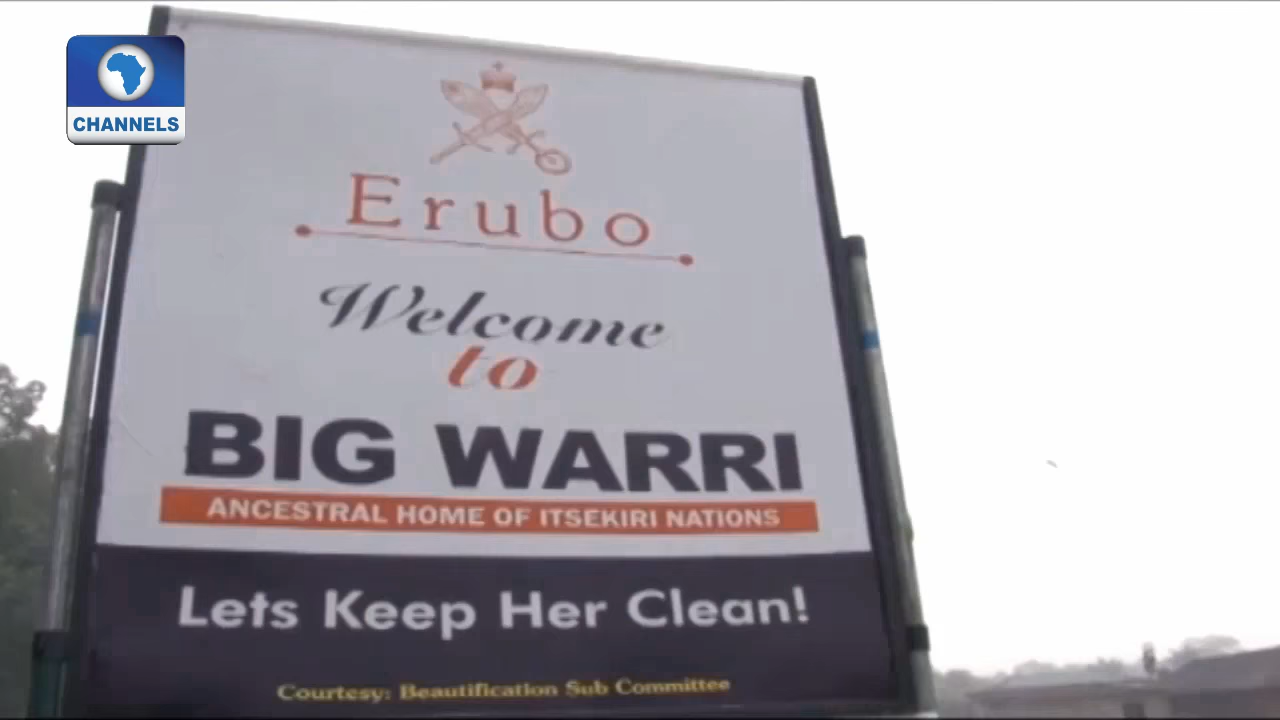 CHANNELS
Erubo
Welcome
to
BIG WARRI
ANCESTRAL HOME OF ITSEKIRI NATIONS
Lets Keep Her Clean!
Courtesy: Beautification Sub Committee